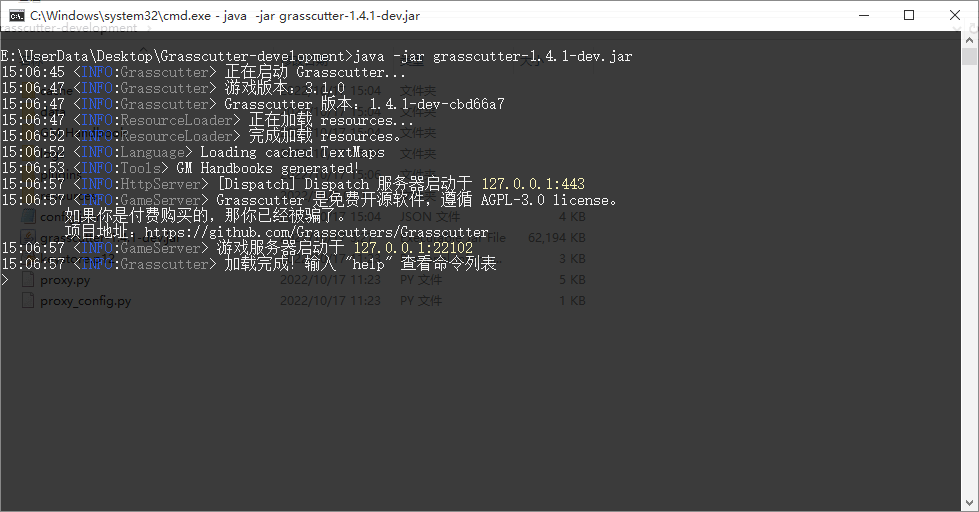 C:\Windows\system32\cmd.exe - java  -jar grasscutter-1.4.1-dev.jar
E:\UserData\Desktop\Grasscutter-development>java -jar grasscutter-1.4.1-dev.jar
15:06:45 <INFO:Grasscutter> 正在启动 Grasscutter...
15:06:47 <INFO:Grasscutter> 游戏版本: 3.1.0
15:06:47 <INFO:Grasscutter> Grasscutter 版本: 1.4.1-dev-cbd66a7
15:06:47 <INFO:ResourceLoader> 正在加载 resources...
15:06:52 <INFO:ResourceLoader> 完成加载 resources。
15:06:52 <INFO:Language> Loading cached TextMaps
15:06:53 <INFO:Tools> GM Handbooks generated!
15:06:57 <INFO:HttpServer> [Dispatch] Dispatch 服务器启动于 127.0.0.1:443
15:06:57 <INFO:GameServer> Grasscutter 是免费开源软件，遵循 AGPL-3.0 license。
如果你是付费购买的，那你已经被骗了。
项目地址: https://github.com/Grasscutters/Grasscutter
15:06:57 <INFO:GameServer> 游戏服务器启动于 127.0.0.1:22102
15:06:57 <INFO:Grasscutter> 加载完成! 输入 "help" 查看命令列表
>
JSON 文件 4 KB
62,194 KB
3 KB
proxy.py 2022/10/17 11:23 PY 文件 5 KB
proxy_config.py 2022/10/17 11:23 PY 文件 1 KB